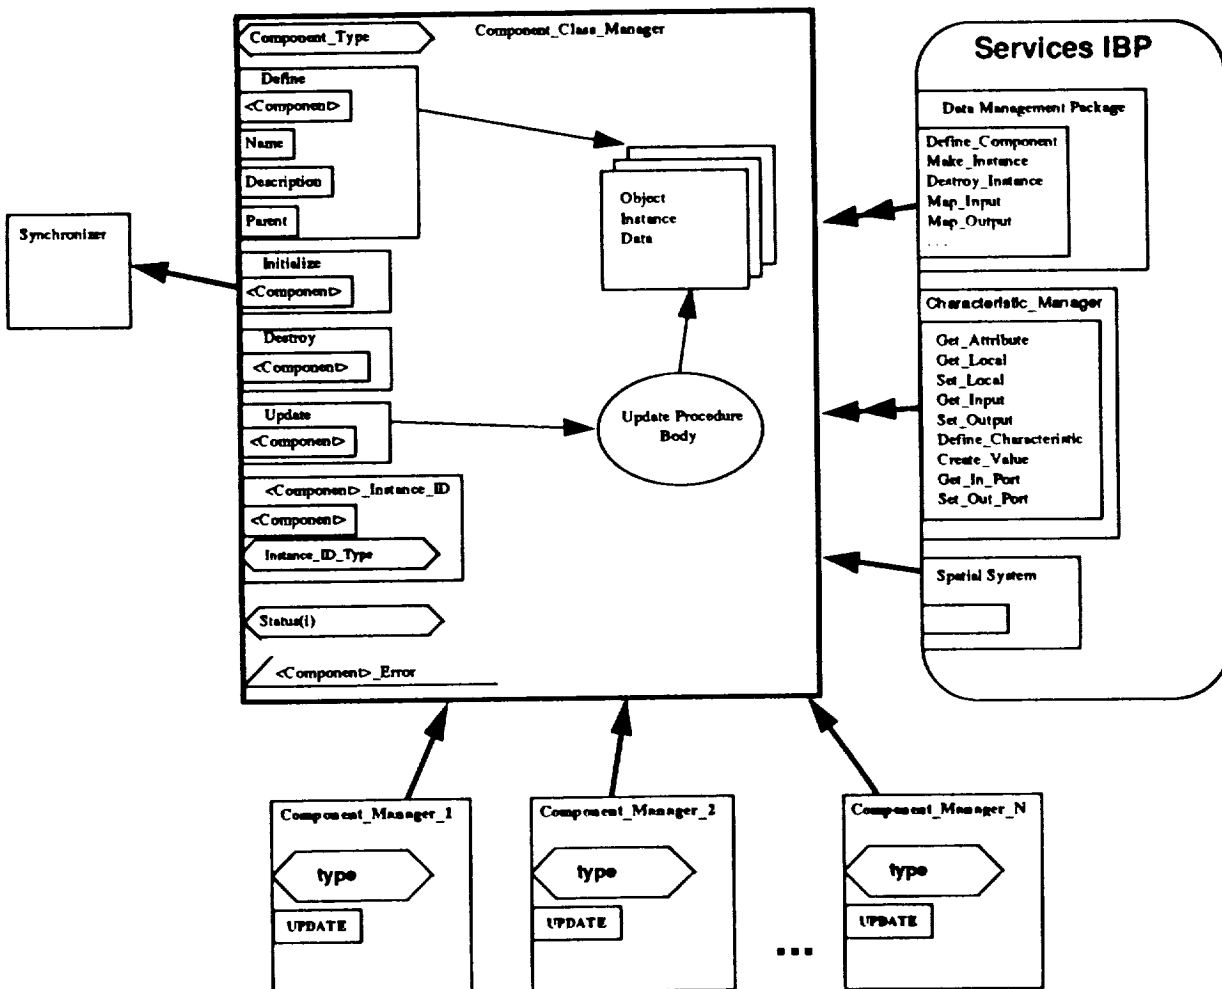 Component_Type
Component_Class_Manager
Define
<Component>
Name
Description
Parent
Initialize
<Component>
Destroy
<Component>
Update
<Component>
<Component>_Instance_ID
<Component>
Instance_ID_Type
Status(i)
<Component>_Error
Object
Instance
Data
Update Procedure
Body
Synchronizer
Services IBP
Data Management Package
Define_Component
Make_Instance
Destroy_Instance
Map_Input
Map_Output
. . .
Characteristic_Manager
Get_Attribute
Get_Local
Set_Local
Get_Input
Set_Output
Define_Characteristic
Create_Value
Get_In_Port
Set_Out_Port
Spatial System
Component_Manager_1
type
UPDATE
Component_Manager_2
type
UPDATE
...
Component_Manager_N
type
UPDATE